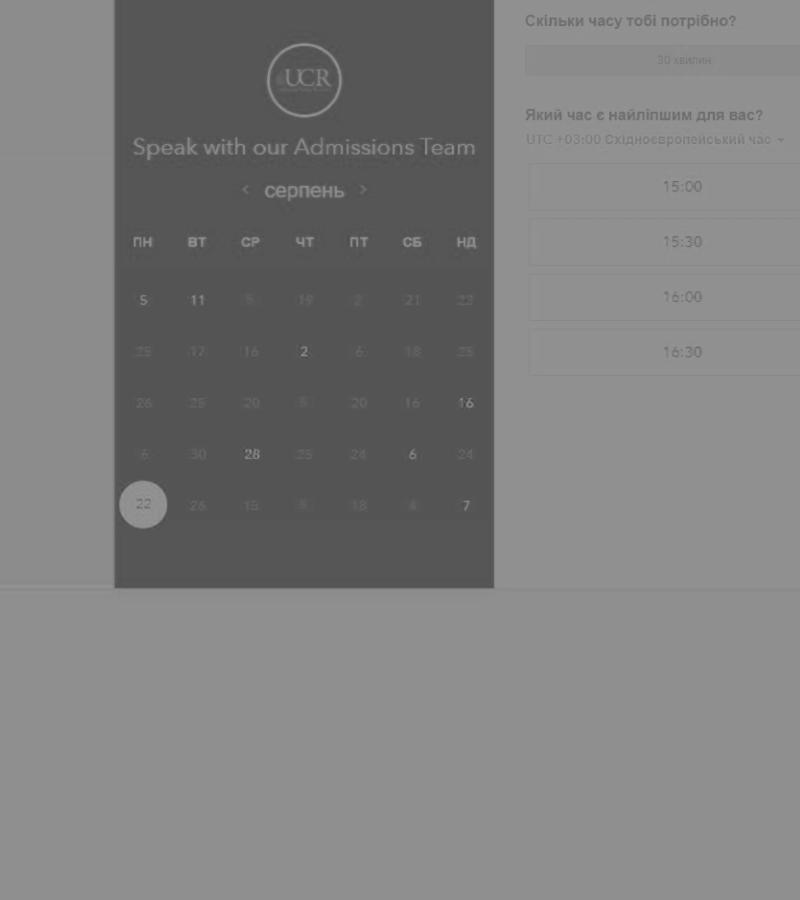 UCR
Speak with our Admissions Team
серпень
ПН ВТ СР ЧТ ПТ СБ НД
5 11 5 19 2 21 23
25 17 16 2 6 18 25
26 25 20 5 20 16 16
6 30 28 25 24 6 24
22 26 15 18 4 7
Скільки часу тобі потрібно?
30 хвилин
Який час є найліпшим для вас?
UTC +03:00 Східноєвропейський час
15:00
15:30
16:00
16:30